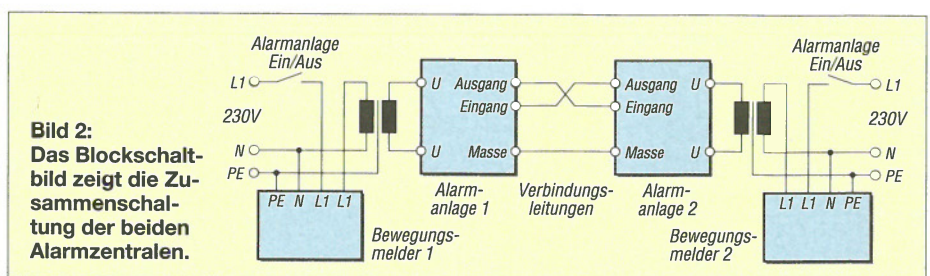 Bild 2:
Das Blockschalt-
bild zeigt die Zu-
sammenschal-
tung der beiden
Alarmzentralen.
Alarmanlage
Ein/Aus
L1
230V
N
PE
PE N L1 L1
Bewegungs-
melder 1
U Ausgang
Eingang
U Masse
Alarm-
anlage 1
Verbindungs-
leitungen
Ausgang U
Eingang
Masse U
Alarm-
anlage 2
Alarmanlage
Ein/Aus
L1
230V
N
PE
L1 L1 N PE
Bewegungs-
melder 2